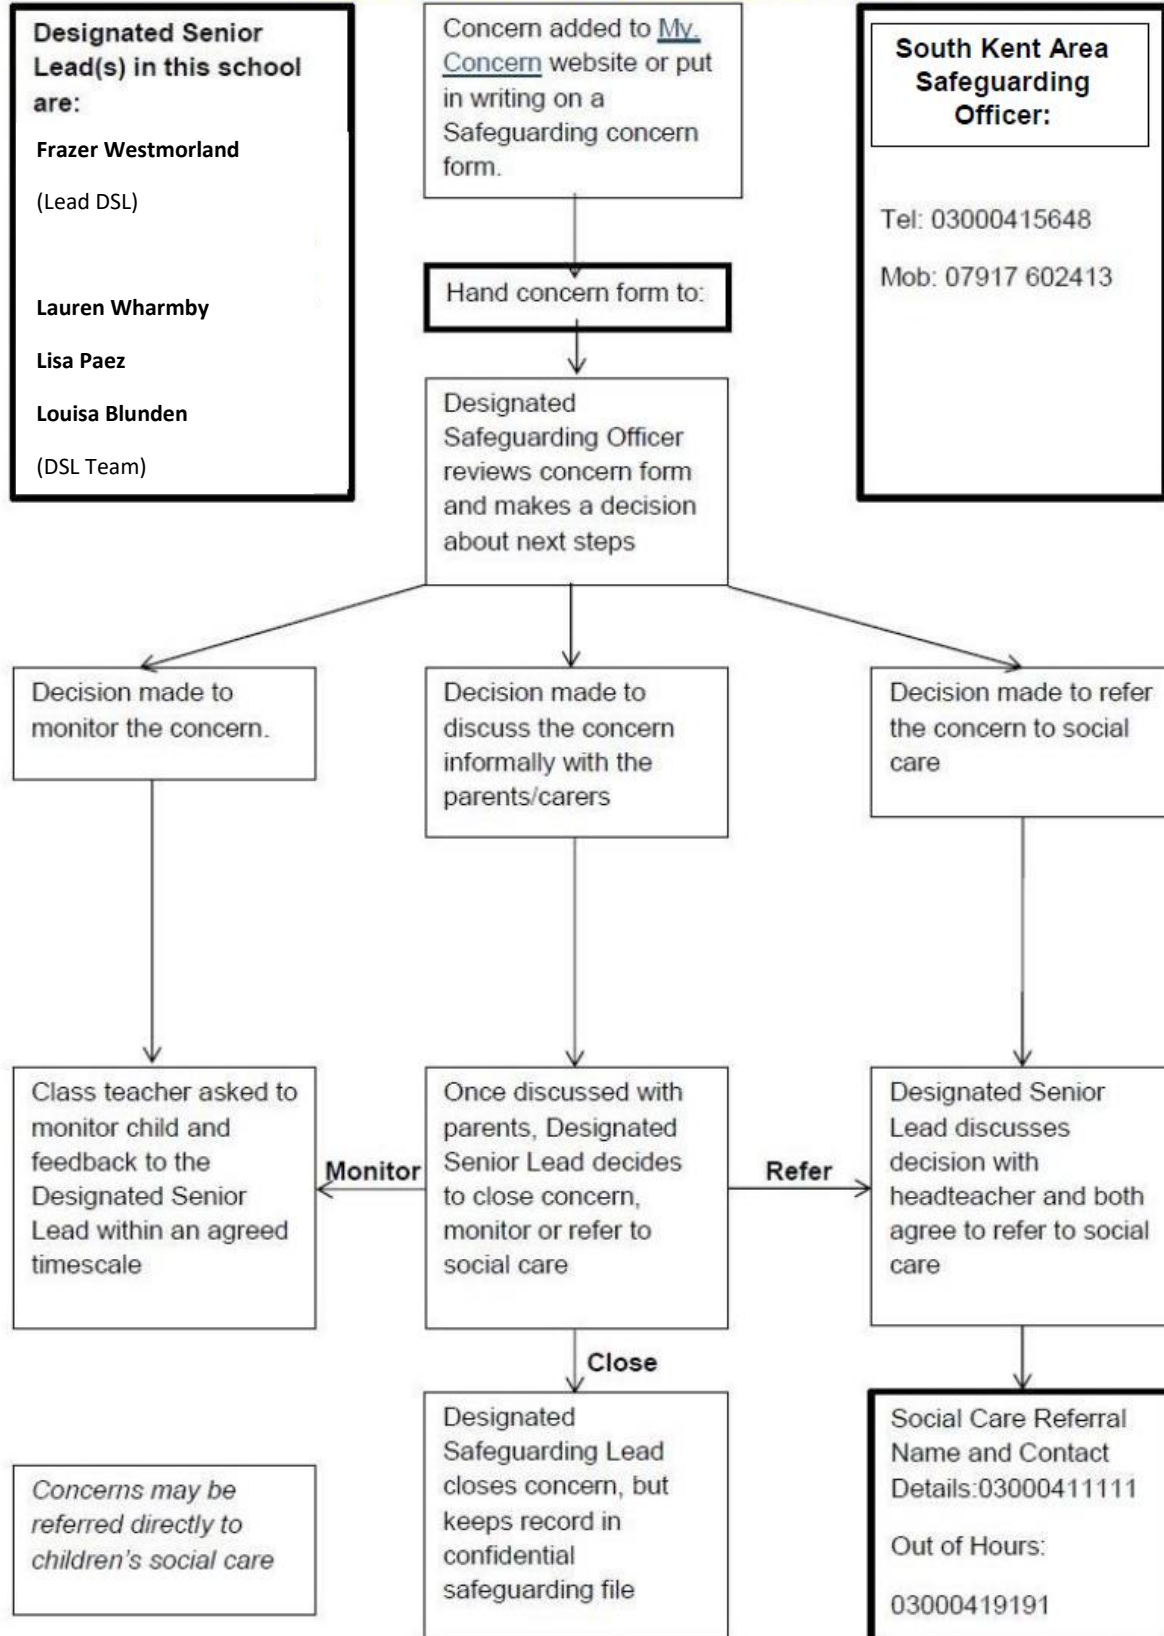 Designated Senior
Lead(s) in this school
are:
Frazer Westmorland
(Lead DSL)
Lauren Wharmby
Lisa Paez
Louisa Blunden
(DSL Team)
Concern added to My.
Concern website or put
in writing on a
Safeguarding concern
form.
South Kent Area
Safeguarding
Officer:
Tel: 03000415648
Mob: 07917 602413
Hand concern form to:
Designated
Safeguarding Officer
reviews concern form
and makes a decision
about next steps
Decision made to
monitor the concern.
Decision made to
discuss the concern
informally with the
parents/carers
Decision made to refer
the concern to social
care
Class teacher asked to
monitor child and
feedback to the
Designated Senior
Lead within an agreed
timescale
Monitor
Once discussed with
parents, Designated
Senior Lead decides
to close concern,
monitor or refer to
social care
Refer
Designated Senior
Lead discusses
decision with
headteacher and both
agree to refer to social
care
Close
Concerns may be
referred directly to
children's social care
Designated
Safeguarding Lead
closes concern, but
keeps record in
confidential
safeguarding file
Social Care Referral
Name and Contact
Details:03000411111
Out of Hours:
03000419191